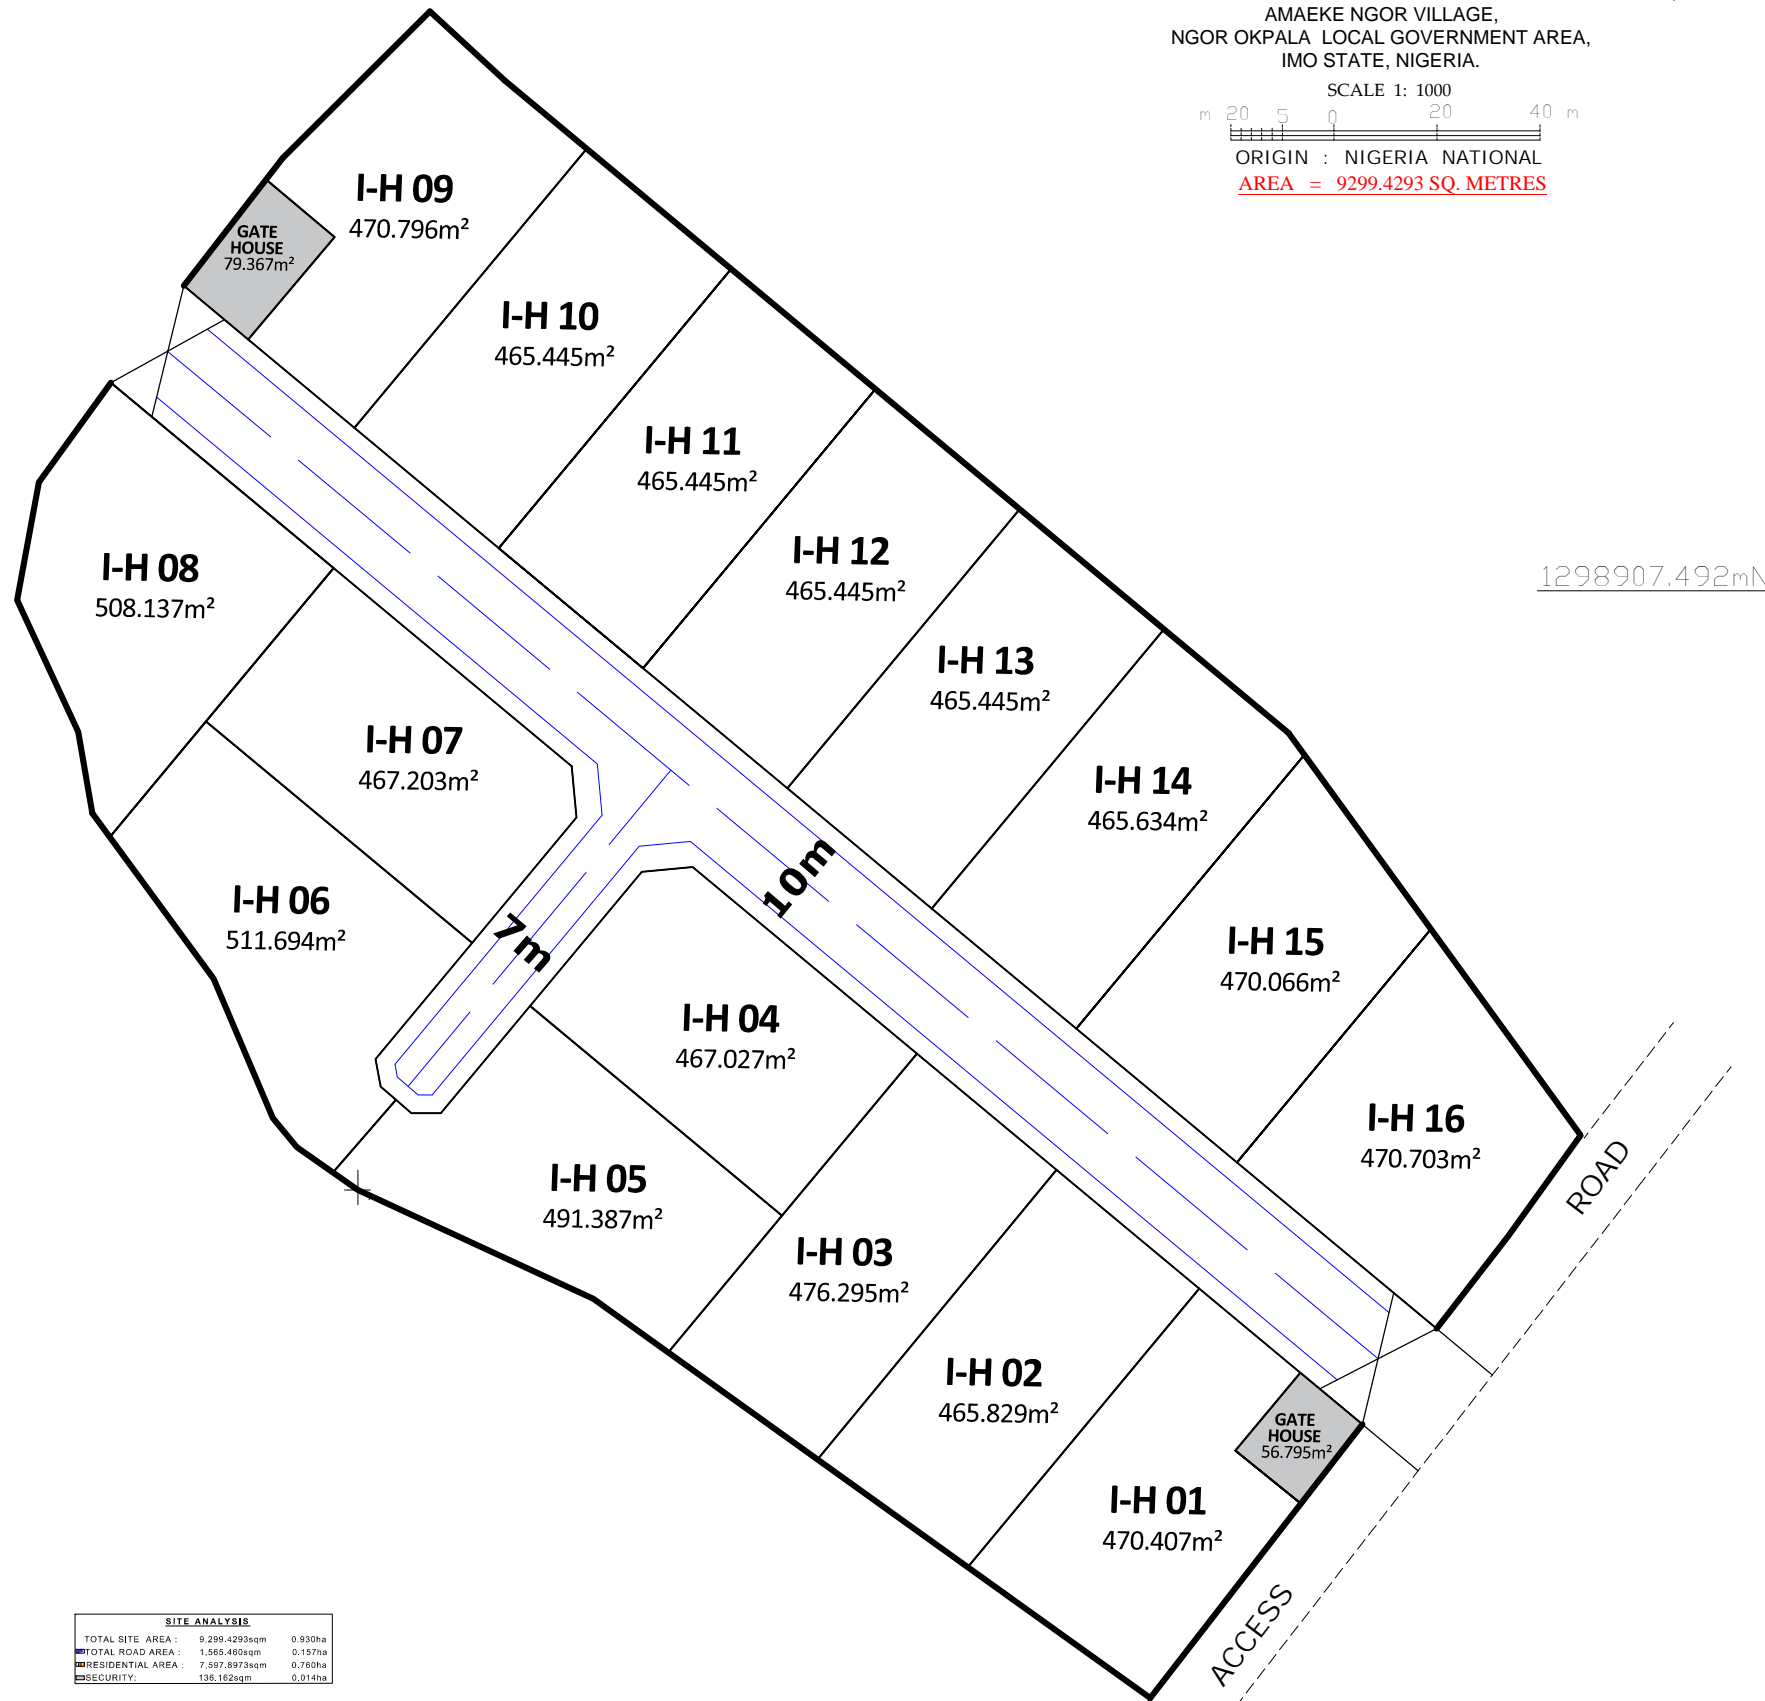 AMAEKE NGOR VILLAGE,
NGOR OKPALA LOCAL GOVERNMENT AREA,
IMO STATE, NIGERIA.
SCALE 1: 1000
m 20 5 0 20 40 m
ORIGIN : NIGERIA NATIONAL
AREA = 9299.4293 SQ. METRES
I-H 09
470.796m²
GATE
HOUSE
79.367m²
I-H 10
465.445m²
I-H 11
465.445m²
I-H 12
465.445m²
I-H 08
508.137m²
1298907.492mN
I-H 13
465.445m²
I-H 07
467.203m²
I-H 14
465.634m²
10m
I-H 06
511.694m²
7m
I-H 15
470.066m²
I-H 04
467.027m²
I-H 16
470.703m²
ROAD
I-H 05
491.387m²
I-H 03
476.295m²
I-H 02
465.829m²
GATE
HOUSE
56.795m²
I-H 01
470.407m²
ACCESS
SITE ANALYSIS
TOTAL SITE AREA : 9,299.4293sqm 0.930ha
TOTAL ROAD AREA : 1,565.460sqm 0.157ha
RESIDENTIAL AREA : 7,597.8973sqm 0.760ha
SECURITY: 136.162sqm 0.014ha